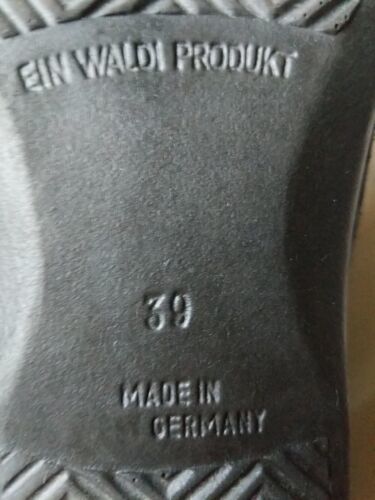 EIN WALDI PRODUKT
39
MADE IN
GERMANY